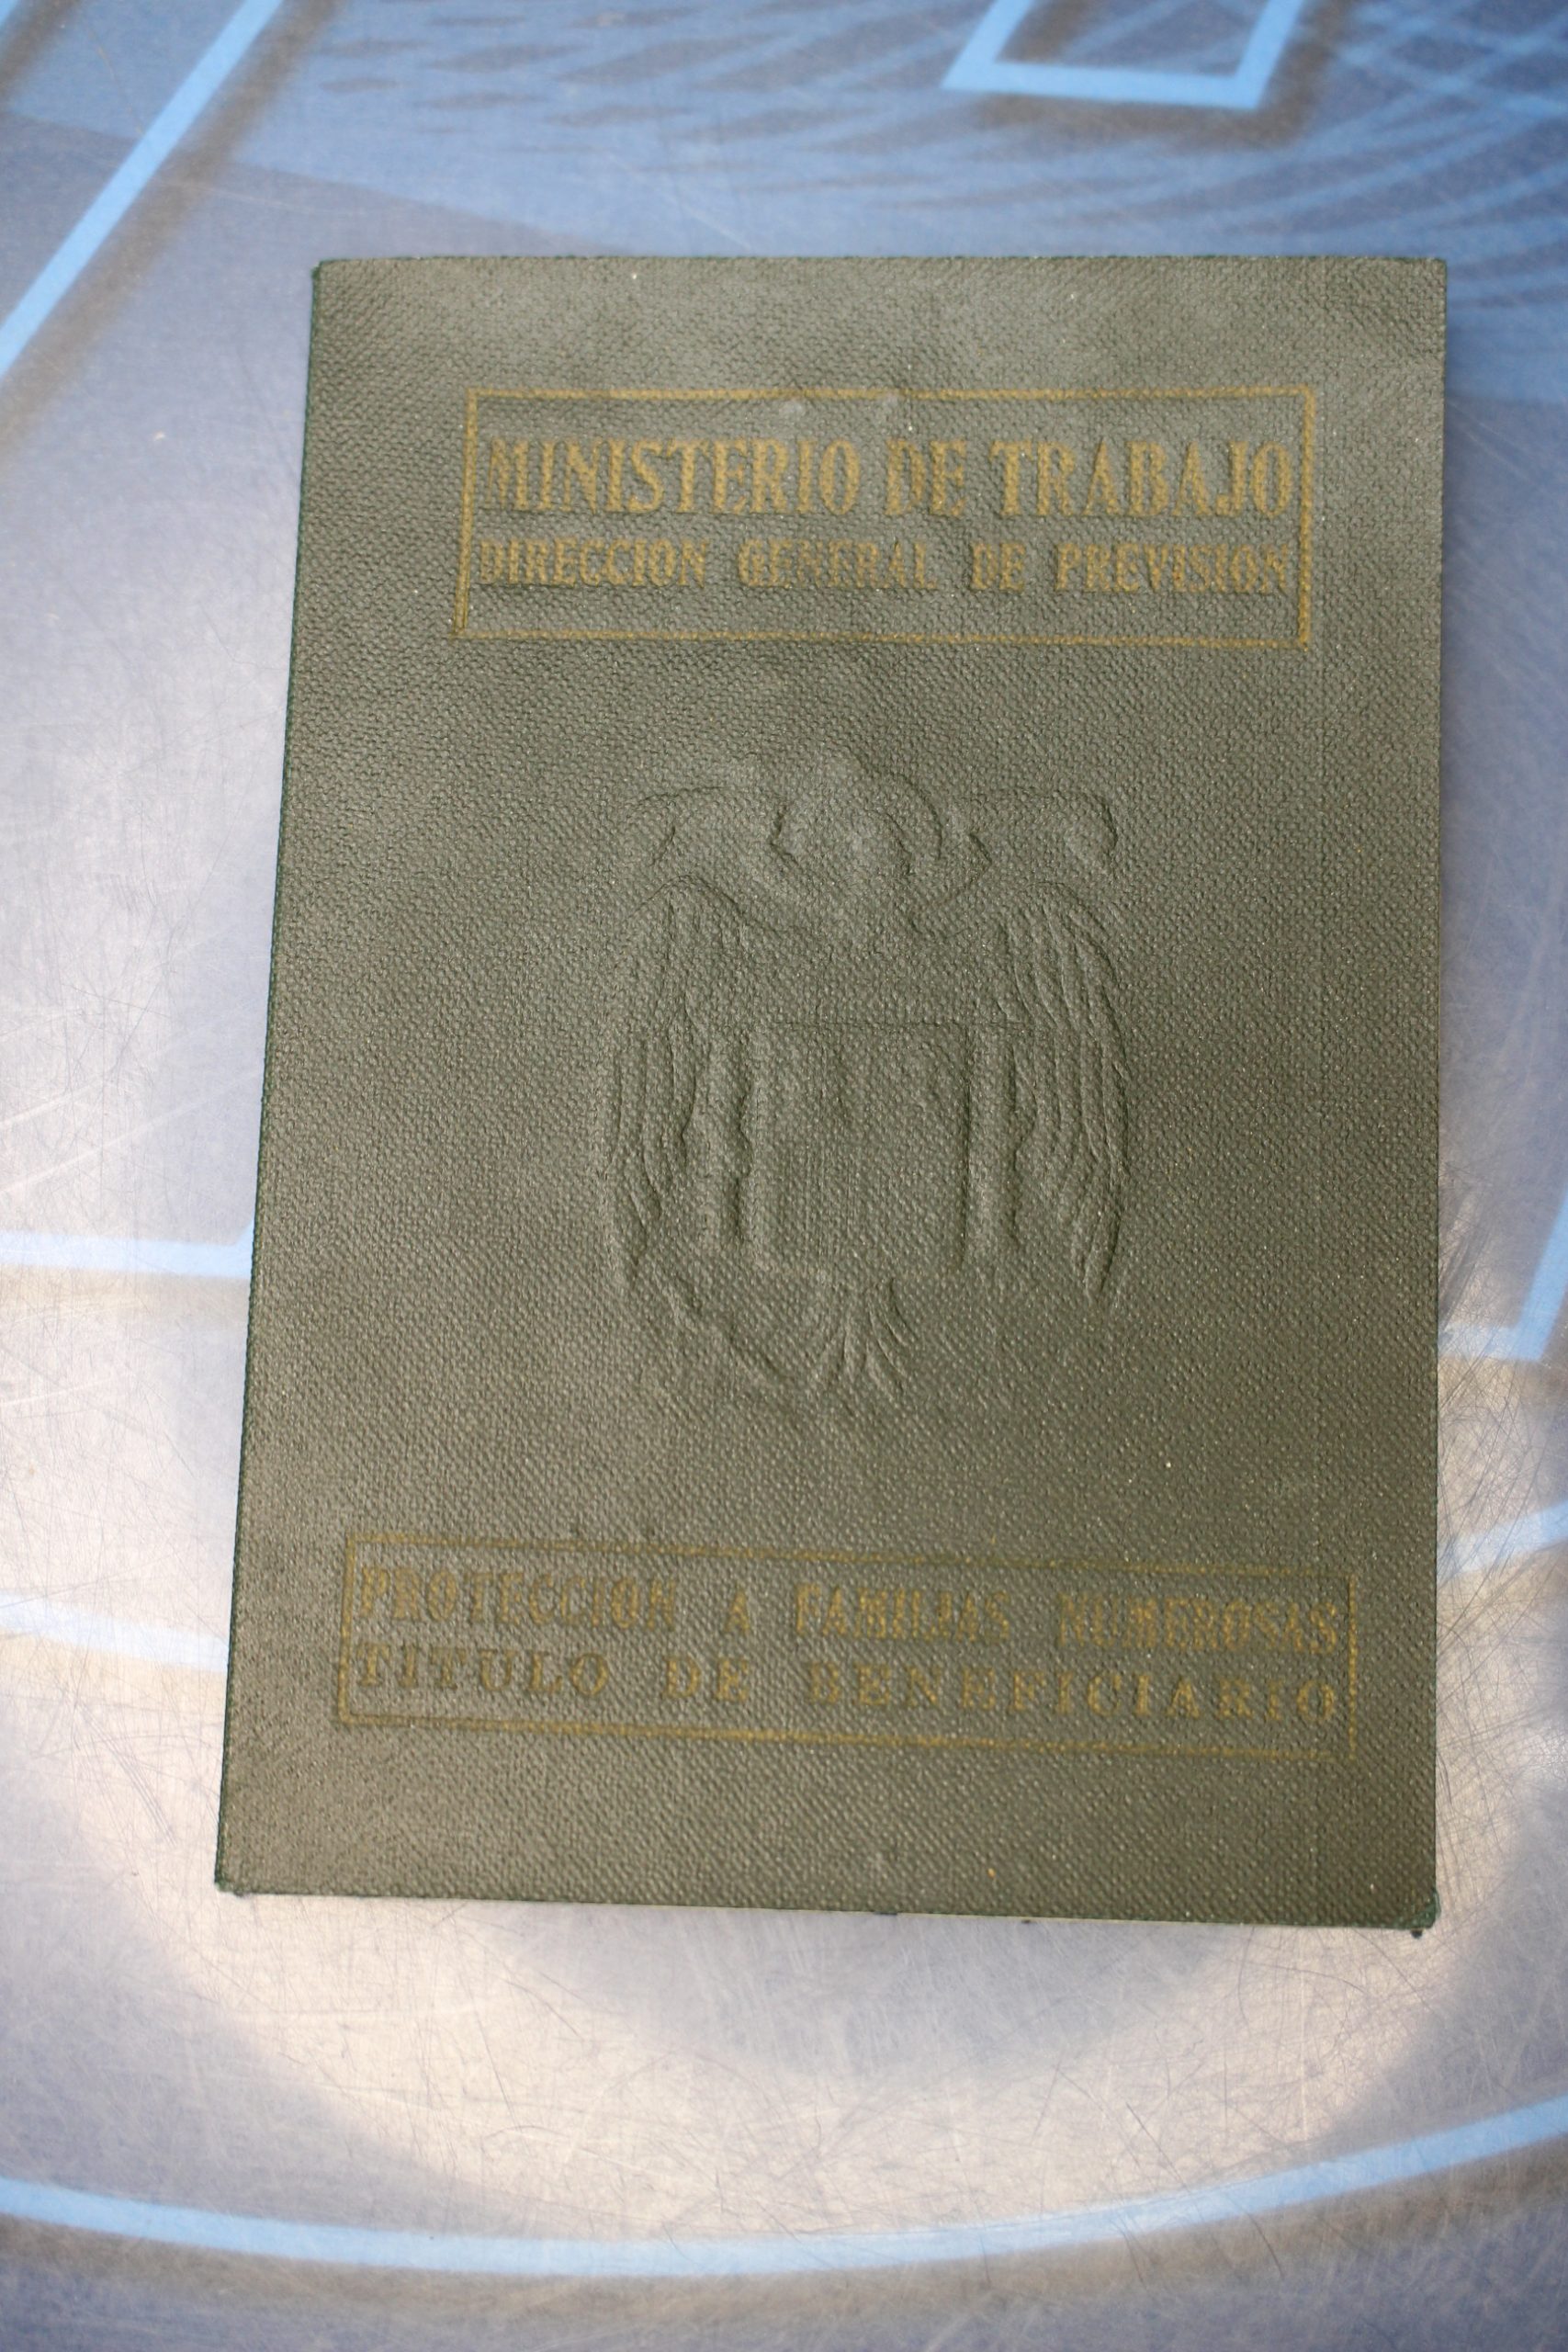 MINISTERIO DE TRABAJO
DIRECCION GENERAL DE PREVISION
PROTECCION A FAMILIAS NUMEROSAS
TITULO DE BENEFICIARIO